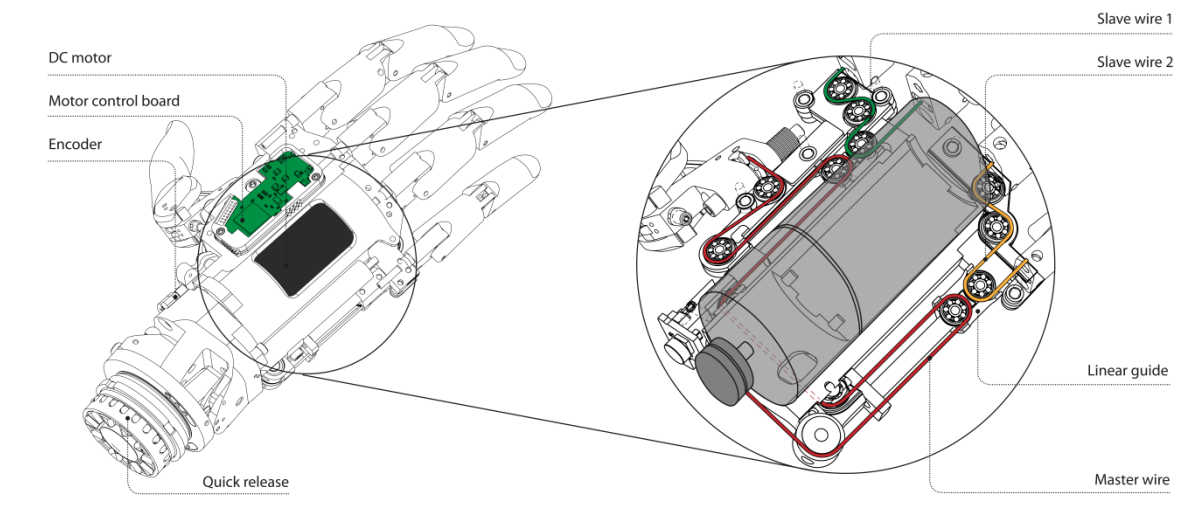 Slave wire 1
DC motor
Slave wire 2
Motor control board
Encoder
Linear guide
Quick release
Master wire